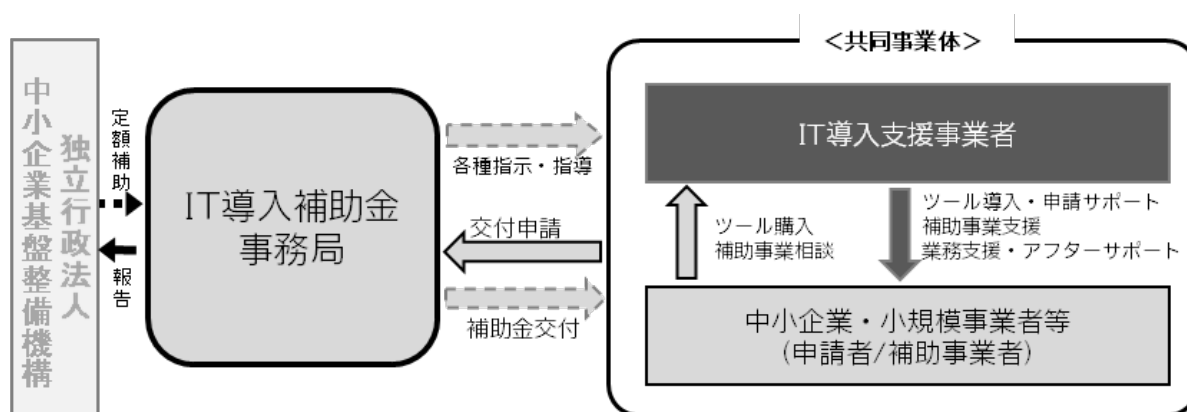 ＜共同事業体＞
独立行政法人
中小企業基盤整備機構
定額補助
報告
IT導入補助金
事務局
各種指示・指導
交付申請
補助金交付
IT導入支援事業者
ツール購入
補助事業相談
ツール導入・申請サポート
補助事業支援
業務支援・アフターサポート
中小企業・小規模事業者等
(申請者/補助事業者)